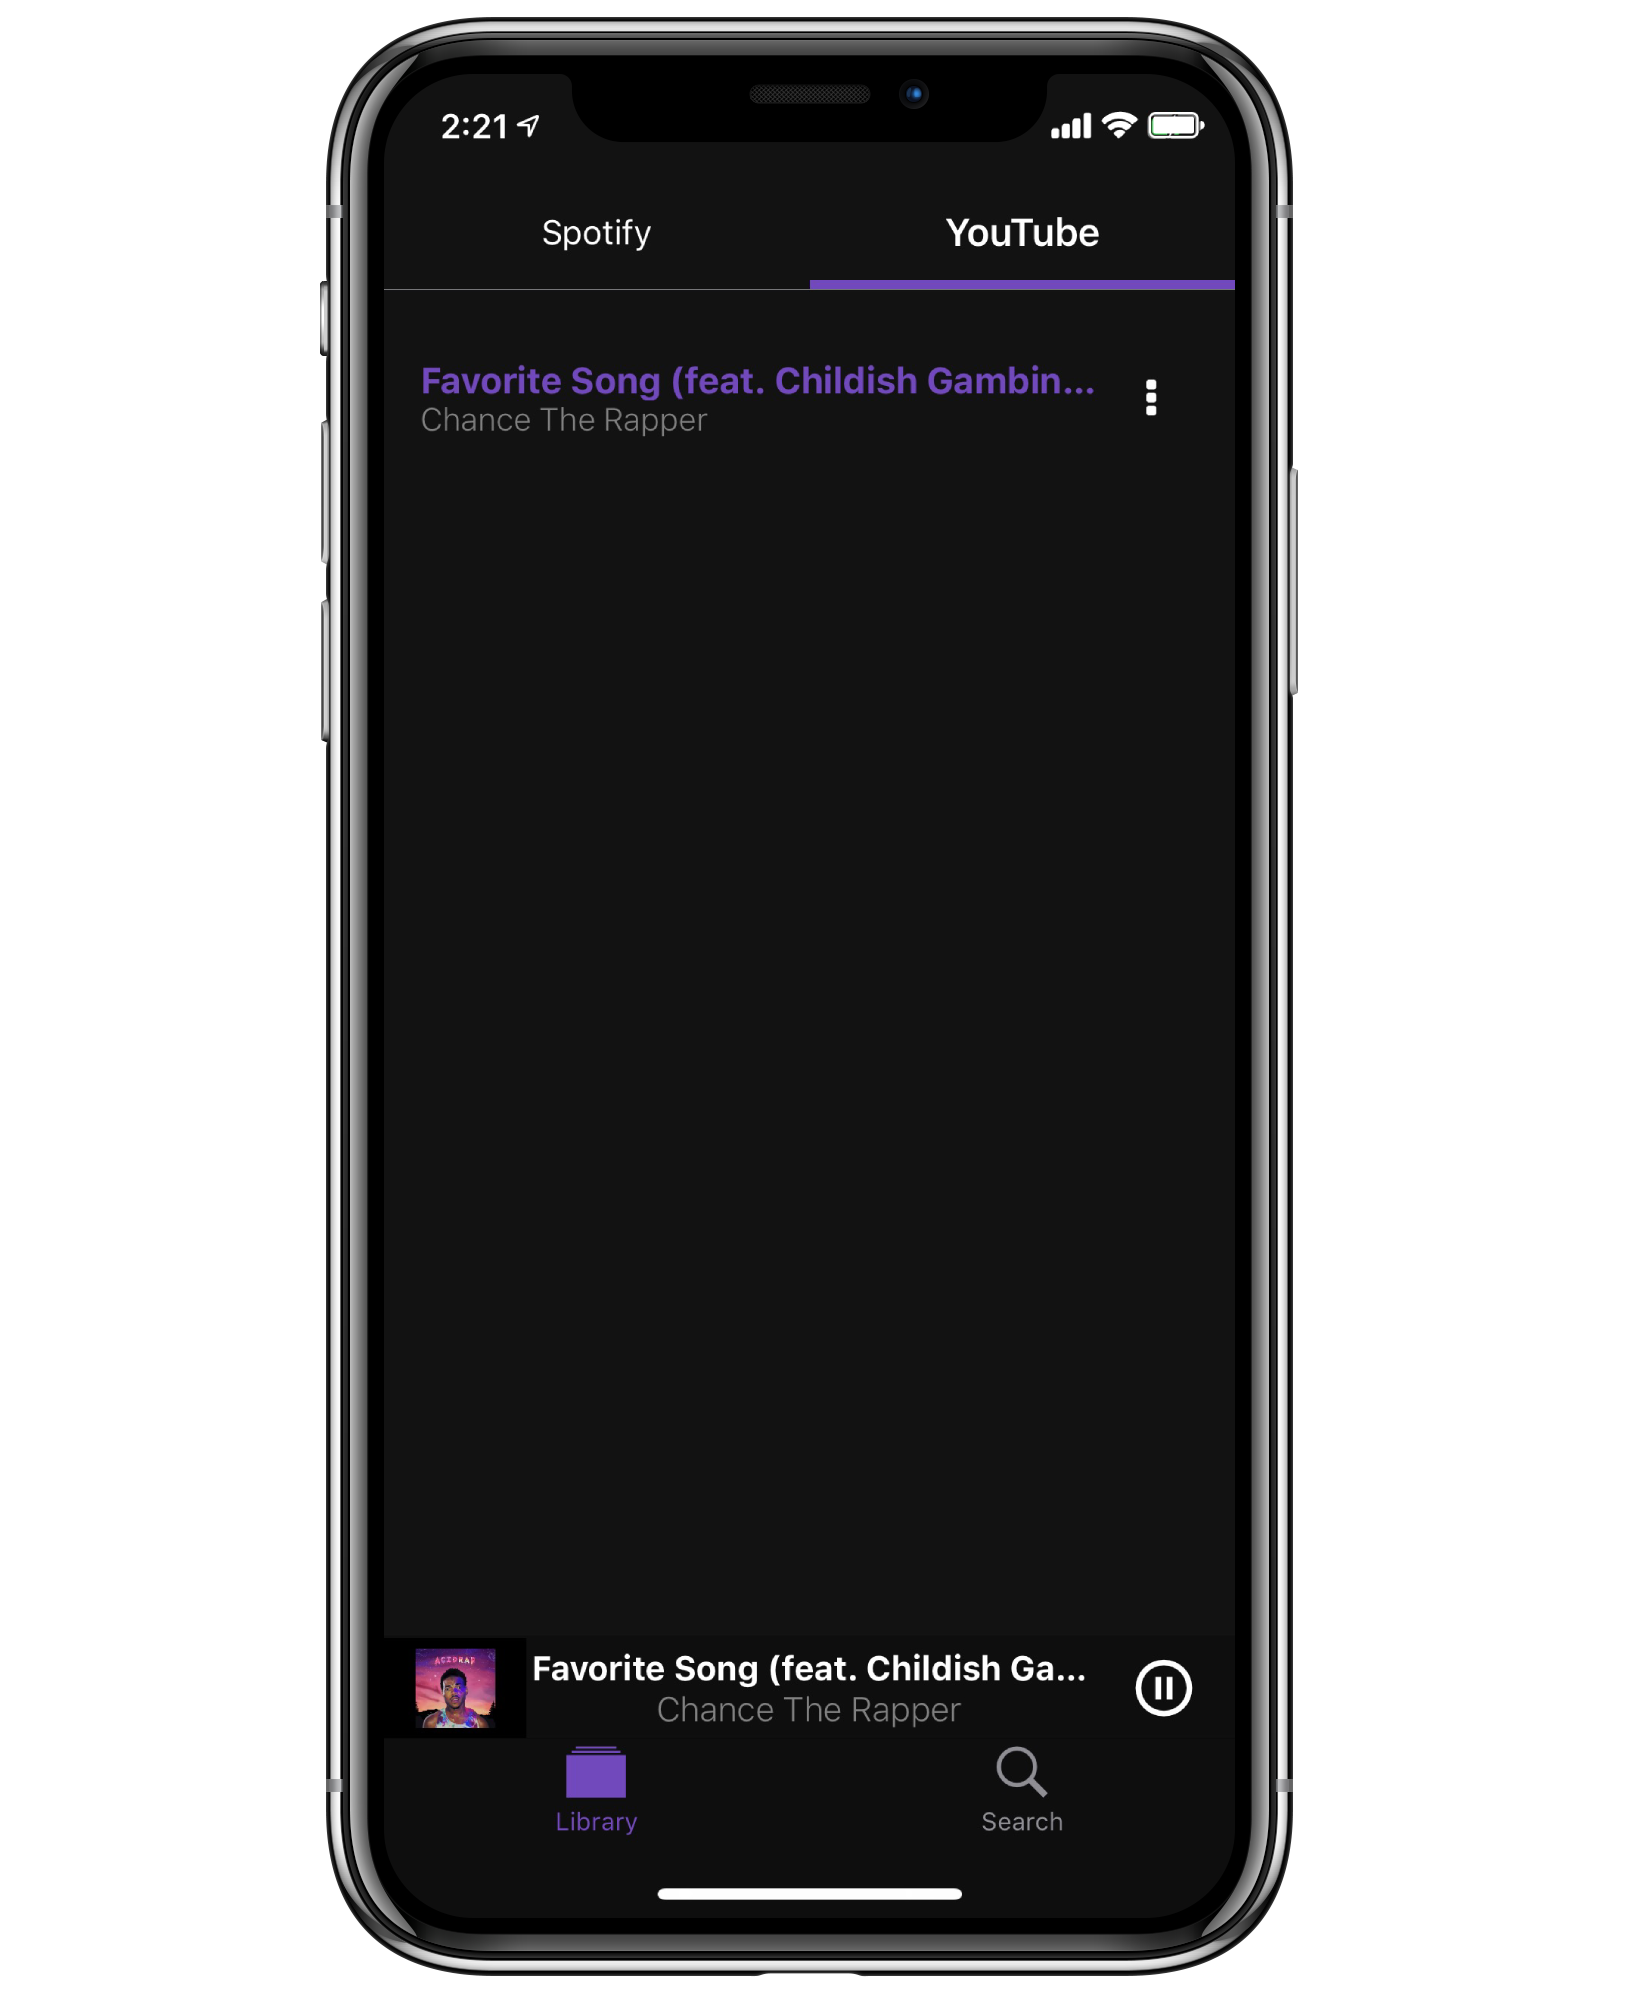 2:21
Spotify
YouTube
Favorite Song (feat. Childish Gambin...
Chance The Rapper
ACIDRAP
Favorite Song (feat. Childish Ga...
Chance The Rapper
Library
Search